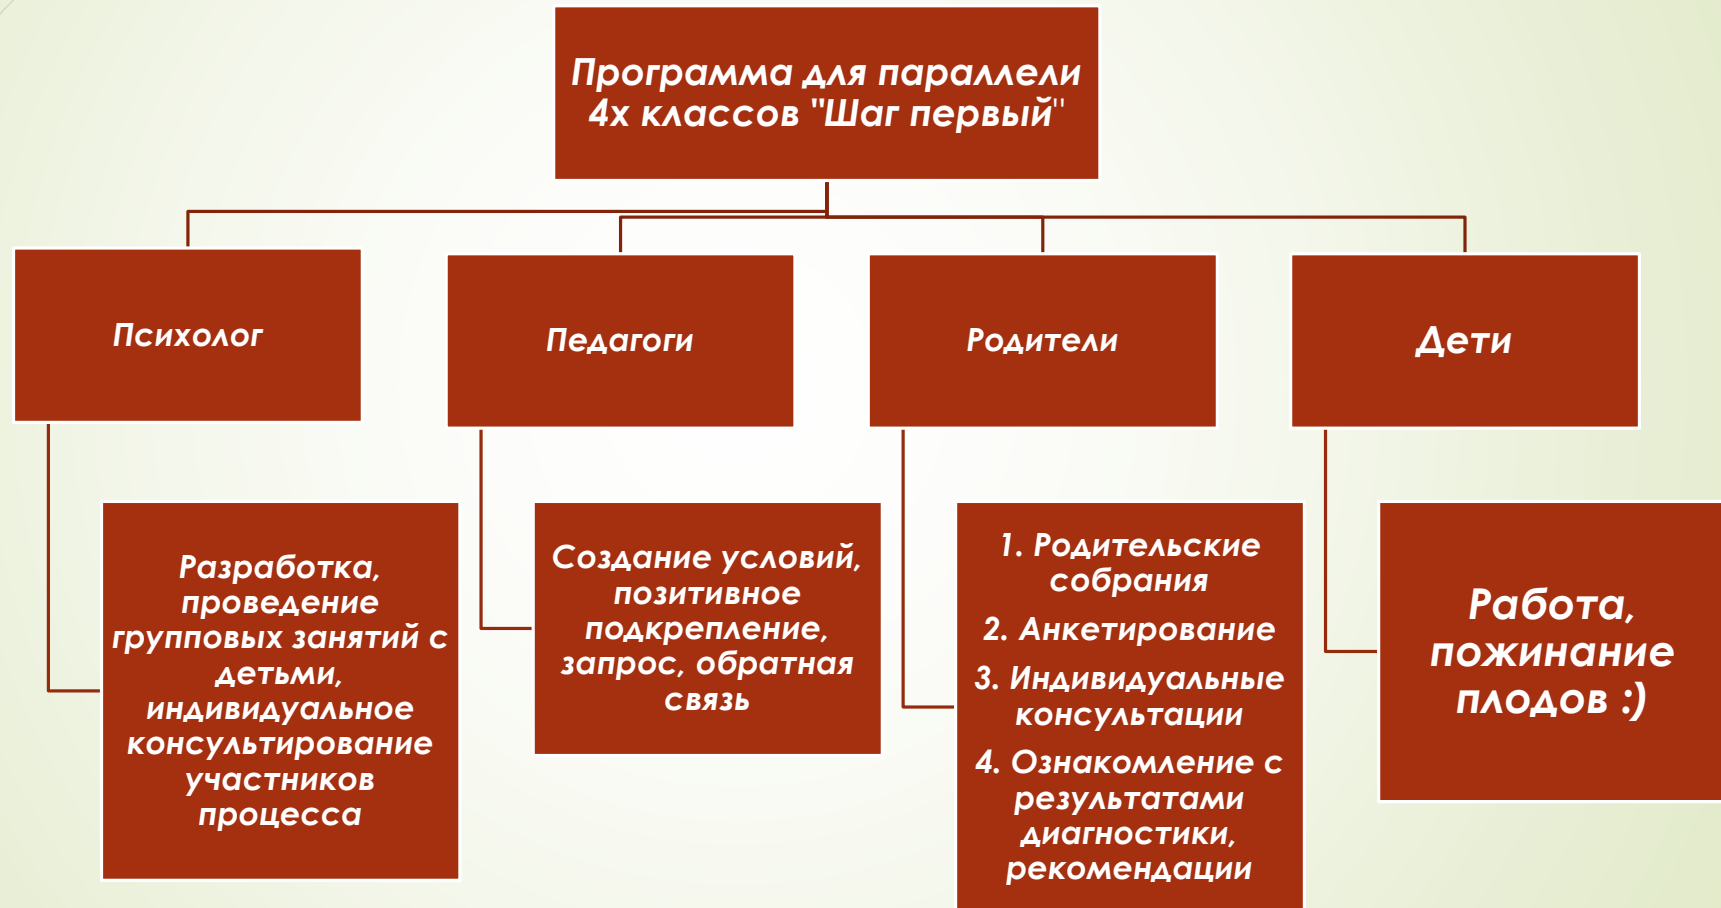 Программа для параллели
4х классов "Шаг первый"
Психолог
Педагоги
Родители
Дети
Разработка,
проведение
групповых занятий с
детьми,
индивидуальное
консультирование
участников
процесса
Создание условий,
позитивное
подкрепление,
запрос, обратная
связь
1. Родительские
собрания
2. Анкетирование
3. Индивидуальные
консультации
4. Ознакомление с
результатами
диагностики,
рекомендации
Работа,
пожинание
плодов :)